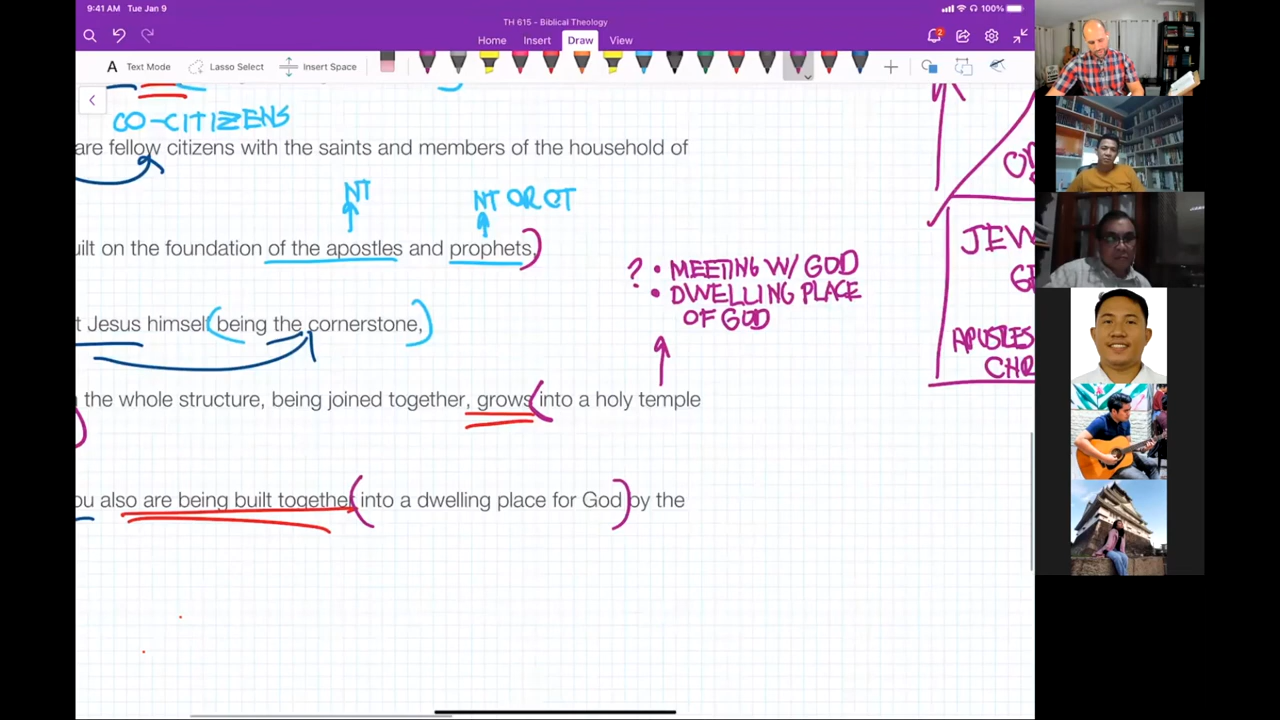 9:41 AM Tue Jan 9
100%
TH 615 - Biblical Theology
Home Insert Draw View
2
A Text Mode Lasso Select Insert Space
CO-CITIZENS
are fellow citizens with the saints and members of the household of
NT
NT OR OT
uilt on the foundation of the apostles and prophets,
? • MEETING W/ GOD
• DWELLING PLACE
OF GOD
t Jesus himself being the cornerstone,
the whole structure, being joined together, grows into a holy temple
ou also are being built together into a dwelling place for God by the
JEW
APOSTLES
CHR